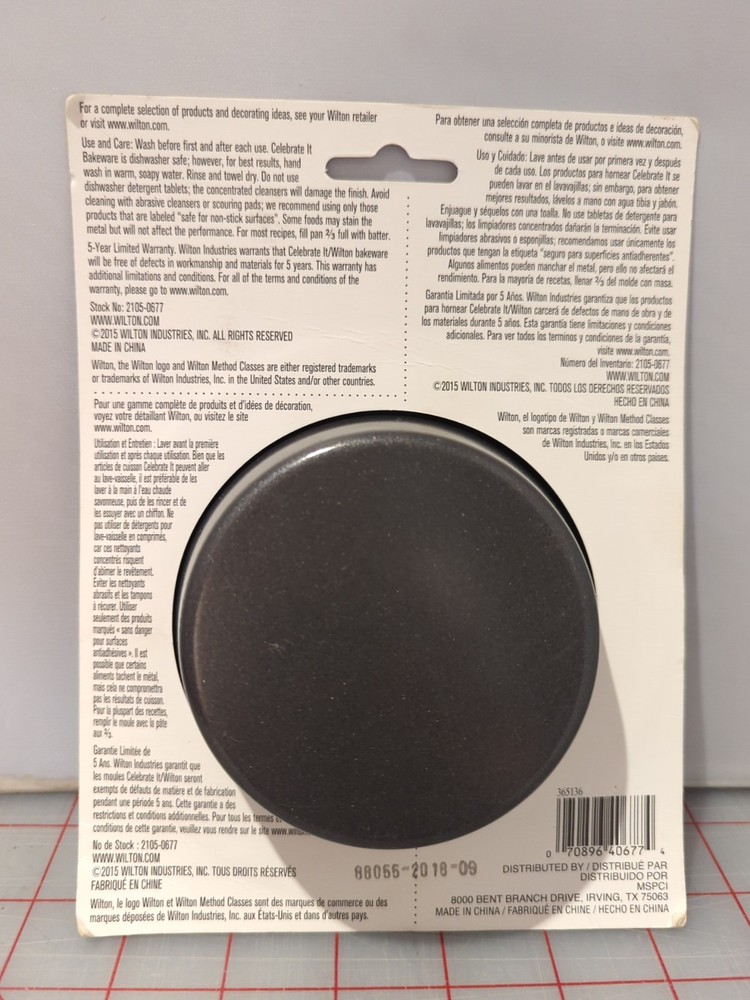 For a complete selection of products and decorating ideas, see your Wilton retailer
or visit www.wilton.com.
Use and Care: Wash before first and after each use. Celebrate It
Bakeware is dishwasher safe; however, for best results, hand
wash in warm, soapy water. Rinse and towel dry. Do not use
dishwasher detergent tablets; the concentrated cleansers will damage the finish. Avoid
cleaning with abrasive cleansers or scouring pads; we recommend using only those
products that are labeled "safe for non-stick surfaces". Some foods may stain the
metal but will not affect the performance. For most recipes, fill pan 2/3 full with batter.
5-Year Limited Warranty. Wilton Industries warrants that Celebrate It/Wilton bakeware
will be free of defects in workmanship and materials for 5 years. This warranty has
additional limitations and conditions. For all of the terms and conditions of the
warranty, please go to www.wilton.com.
Stock No: 2105-0677
WWW.WILTON.COM
©2015 WILTON INDUSTRIES, INC. ALL RIGHTS RESERVED
MADE IN CHINA
Wilton, the Wilton logo and Wilton Method Classes are either registered trademarks
or trademarks of Wilton Industries, Inc. in the United States and/or other countries.
Para obtener una selección completa de productos e ideas de decoración,
consulte a su minorista de Wilton, o visite www.wilton.com.
Uso y Cuidado: Lave antes de usar por primera vez y después
de cada uso. Los productos para hornear Celebrate It se
pueden lavar en el lavavajillas; sin embargo, para obtener
mejores resultados, lávelos a mano con agua tibia y jabón.
Enjuague y séquelos con una toalla. No use tabletas de detergente para
lavavajillas; los limpiadores concentrados dañarán la terminación. Evite usar
limpiadores abrasivos o esponjillas; recomendamos usar únicamente los
productos que tengan la etiqueta "seguro para superficies antiadherentes".
Algunos alimentos pueden manchar el metal, pero ello no afectará el
rendimiento. Para la mayoría de recetas, llenar 2/3 del molde con masa.
Garantía Limitada por 5 Años. Wilton Industries garantiza que los productos
para hornear Celebrate It/Wilton carecerá de defectos de mano de obra y de
los materiales durante 5 años. Esta garantía tiene limitaciones y condiciones
adicionales. Para ver todos los terminos y condiciones de la garantía,
visite www.wilton.com.
Número del Inventario: 2105-0677
WWW.WILTON.COM
©2015 WILTON INDUSTRIES, INC. TODOS LOS DERECHOS RESERVADOS
HECHO EN CHINA
Wilton, el logotipo de Wilton y Wilton Method Classes
son marcas registradas o marcas comerciales
de Wilton Industries, Inc. en los Estados
Unidos y/o en otros países.
Pour une gamme complète de produits et d'idées de décoration,
voyez votre détaillant Wilton, ou visitez le site
www.wilton.com.
Utilisation et Entretien : Laver avant la première
utilisation et après chaque utilisation. Bien que les
articles de cuisson Celebrate It peuvent aller
au lave-vaisselle, il est préférable de les
laver à la main à l'eau chaude
savonneuse, puis de les rincer et de
les essuyer avec un chiffon. Ne
pas utiliser de détergents pour
lave-vaisselle en comprimés,
car ces nettoyants
concentrés risquent
d'abîmer le revêtement.
Éviter les nettoyants
abrasifs et les tampons
à récurer. Utiliser
seulement des produits
marqués « sans danger
pour surfaces
antiadhésives ». Il est
possible que certains
aliments tachent le métal,
mais cela ne compromettra
pas les résultats de cuisson.
Pour la plupart des recettes,
remplir le moule avec la pâte
aux 2/3.
Garantie Limitée de
5 Ans. Wilton Industries garantit que
les moules Celebrate It/Wilton seront
exempts de défauts de matière et de fabrication
pendant une période 5 ans. Cette garantie a des
restrictions et conditions additionnelles. Pour tous les termes et
conditions de cette garantie, veuillez vous rendre sur le site www.wil
No de Stock : 2105-0677
WWW.WILTON.COM
©2015 WILTON INDUSTRIES, INC. TOUS DROITS RÉSERVÉS
FABRIQUÉ EN CHINE
Wilton, le logo Wilton et Wilton Method Classes sont des marques de commerce ou des
marques déposées de Wilton Industries, Inc. aux États-Unis et dans d'autres pays.
88055-2018-09
365136
0 70896 40677 4
DISTRIBUTED BY / DISTRIBUÉ PAR
DISTRIBUIDO POR
MSPCI
8000 BENT BRANCH DRIVE, IRVING, TX 75063
MADE IN CHINA / FABRIQUÉ EN CHINE / HECHO EN CHINA